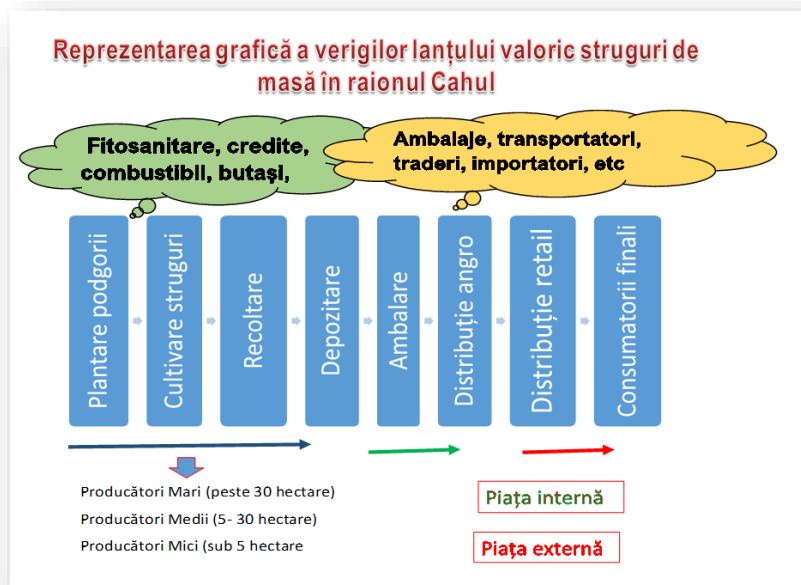 Reprezentarea grafică a verigilor lanțului valoric struguri de
masă în raionul Cahul
Fitosanitare, credite,
combustibil, butași,
Ambalaje, transportatori,
traderi, importatori, etc
Plantare podgorii
Cultivare struguri
Recoltare
Depozitare
Ambalare
Distribuție angro
Distribuție retail
Consumatorii finali
Producători Mari (peste 30 hectare)
Producători Medii (5- 30 hectare)
Producători Mici (sub 5 hectare
Piața internă
Piața externă